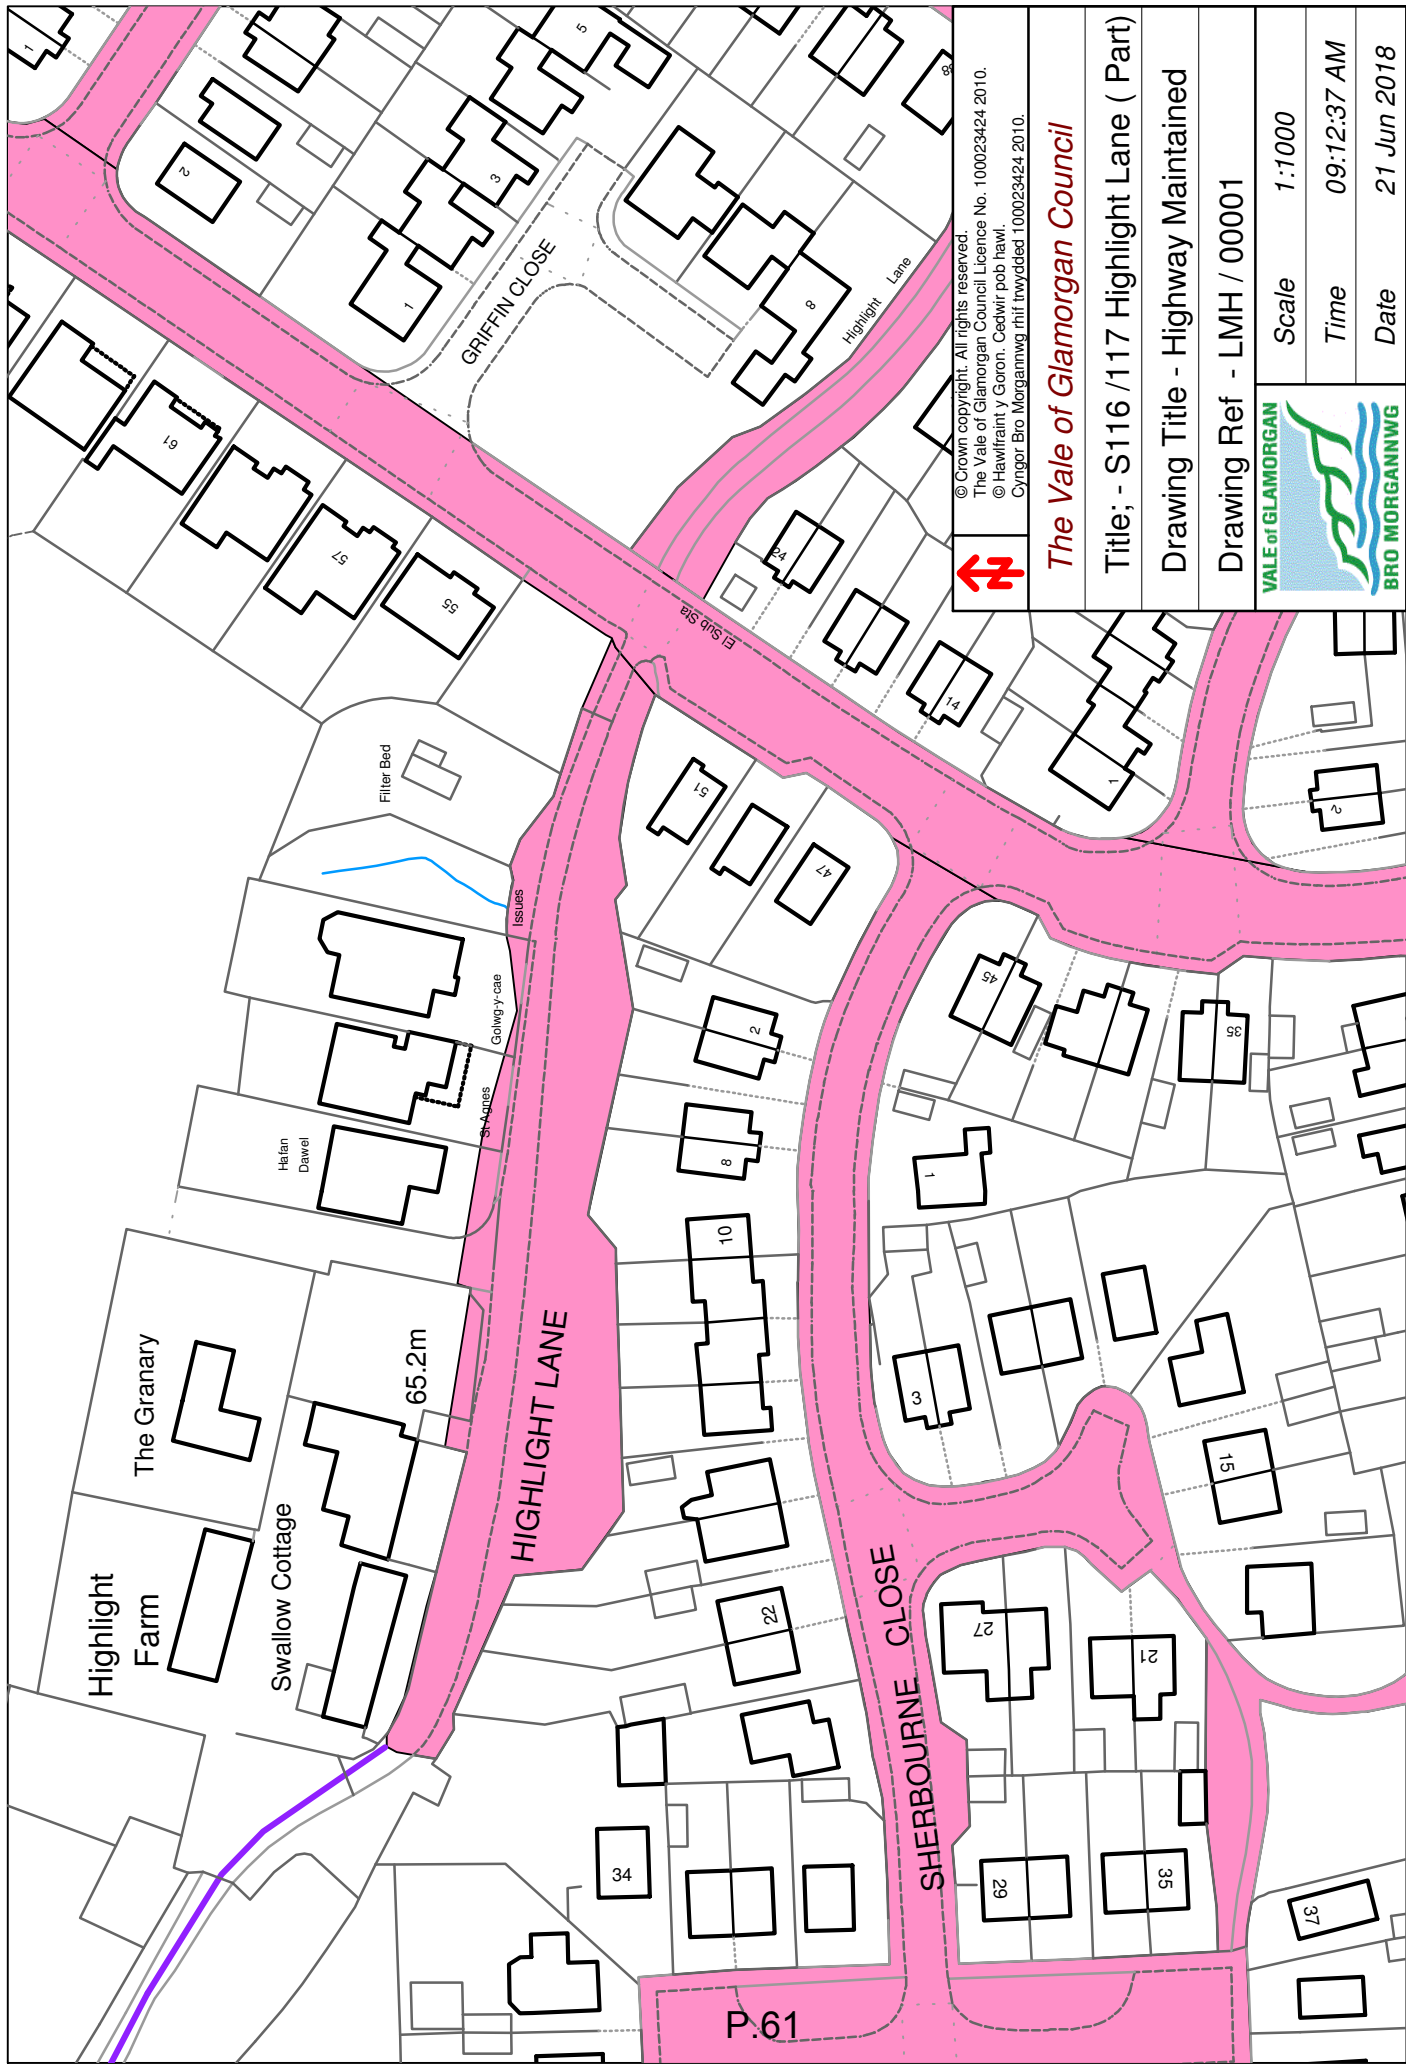 © Crown copyright. All rights reserved.
The Vale of Glamorgan Council Licence No. 100023424 2010.
© Hawlfraint y Goron. Cedwir pob hawl.
Cyngor Bro Morgannwg rhif trwydded 100023424 2010.
N
The Vale of Glamorgan Council
Title; - S116 /117 Highlight Lane ( Part)
Drawing Title - Highway Maintained
Drawing Ref - LMH / 00001
VALE of GLAMORGAN
BRO MORGANNWG
Scale 1:1000
Time 09:12:37 AM
Date 21 Jun 2018
Highlight
Farm
The Granary
Swallow Cottage
65.2m
HIGHLIGHT LANE
Hafan
Dawel
St Agnes
Golwg-y-cae
Issues
Filter Bed
El Sub Sta
GRIFFIN CLOSE
Highlight Lane
SHERBOURNE CLOSE
P.61
1
2
1
3
5
8
88
61
57
55
51
47
24
14
1
2
45
35
2
8
10
22
34
1
3
15
27
21
29
35
37